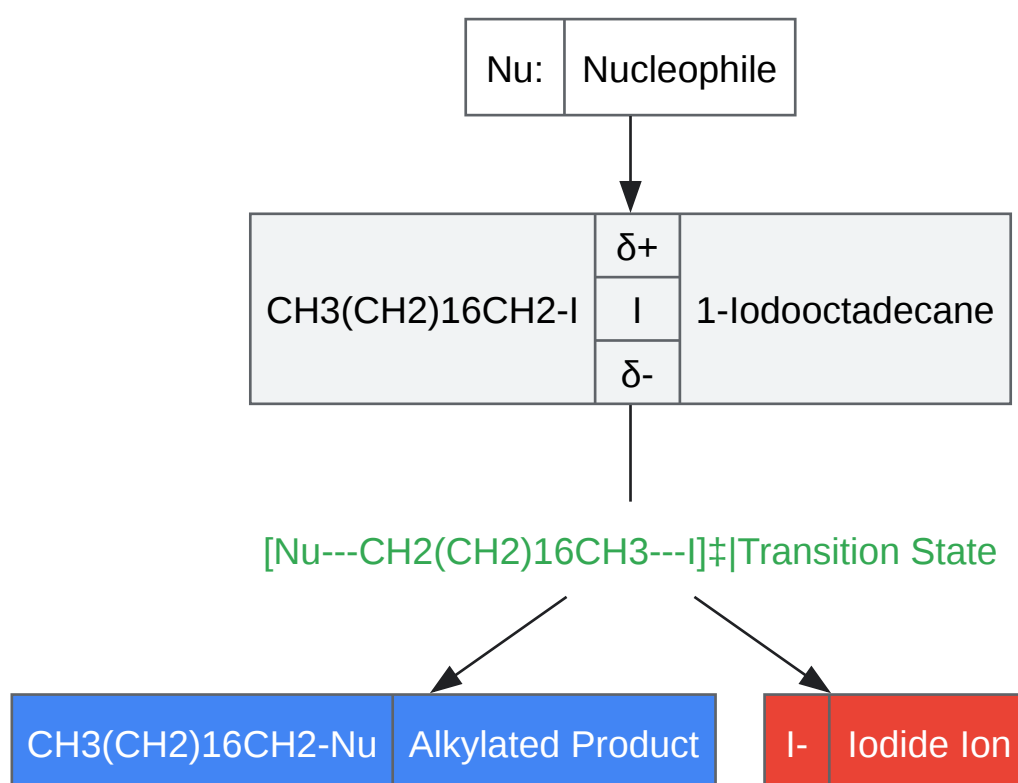 Nu: Nucleophile
δ+
CH3(CH2)16CH2-I I 1-Iodooctadecane
δ-
[Nu---CH2(CH2)16CH3---I]‡|Transition State
CH3(CH2)16CH2-Nu Alkylated Product I- Iodide Ion